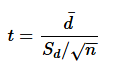 t = d̄ / (S_d/√n)